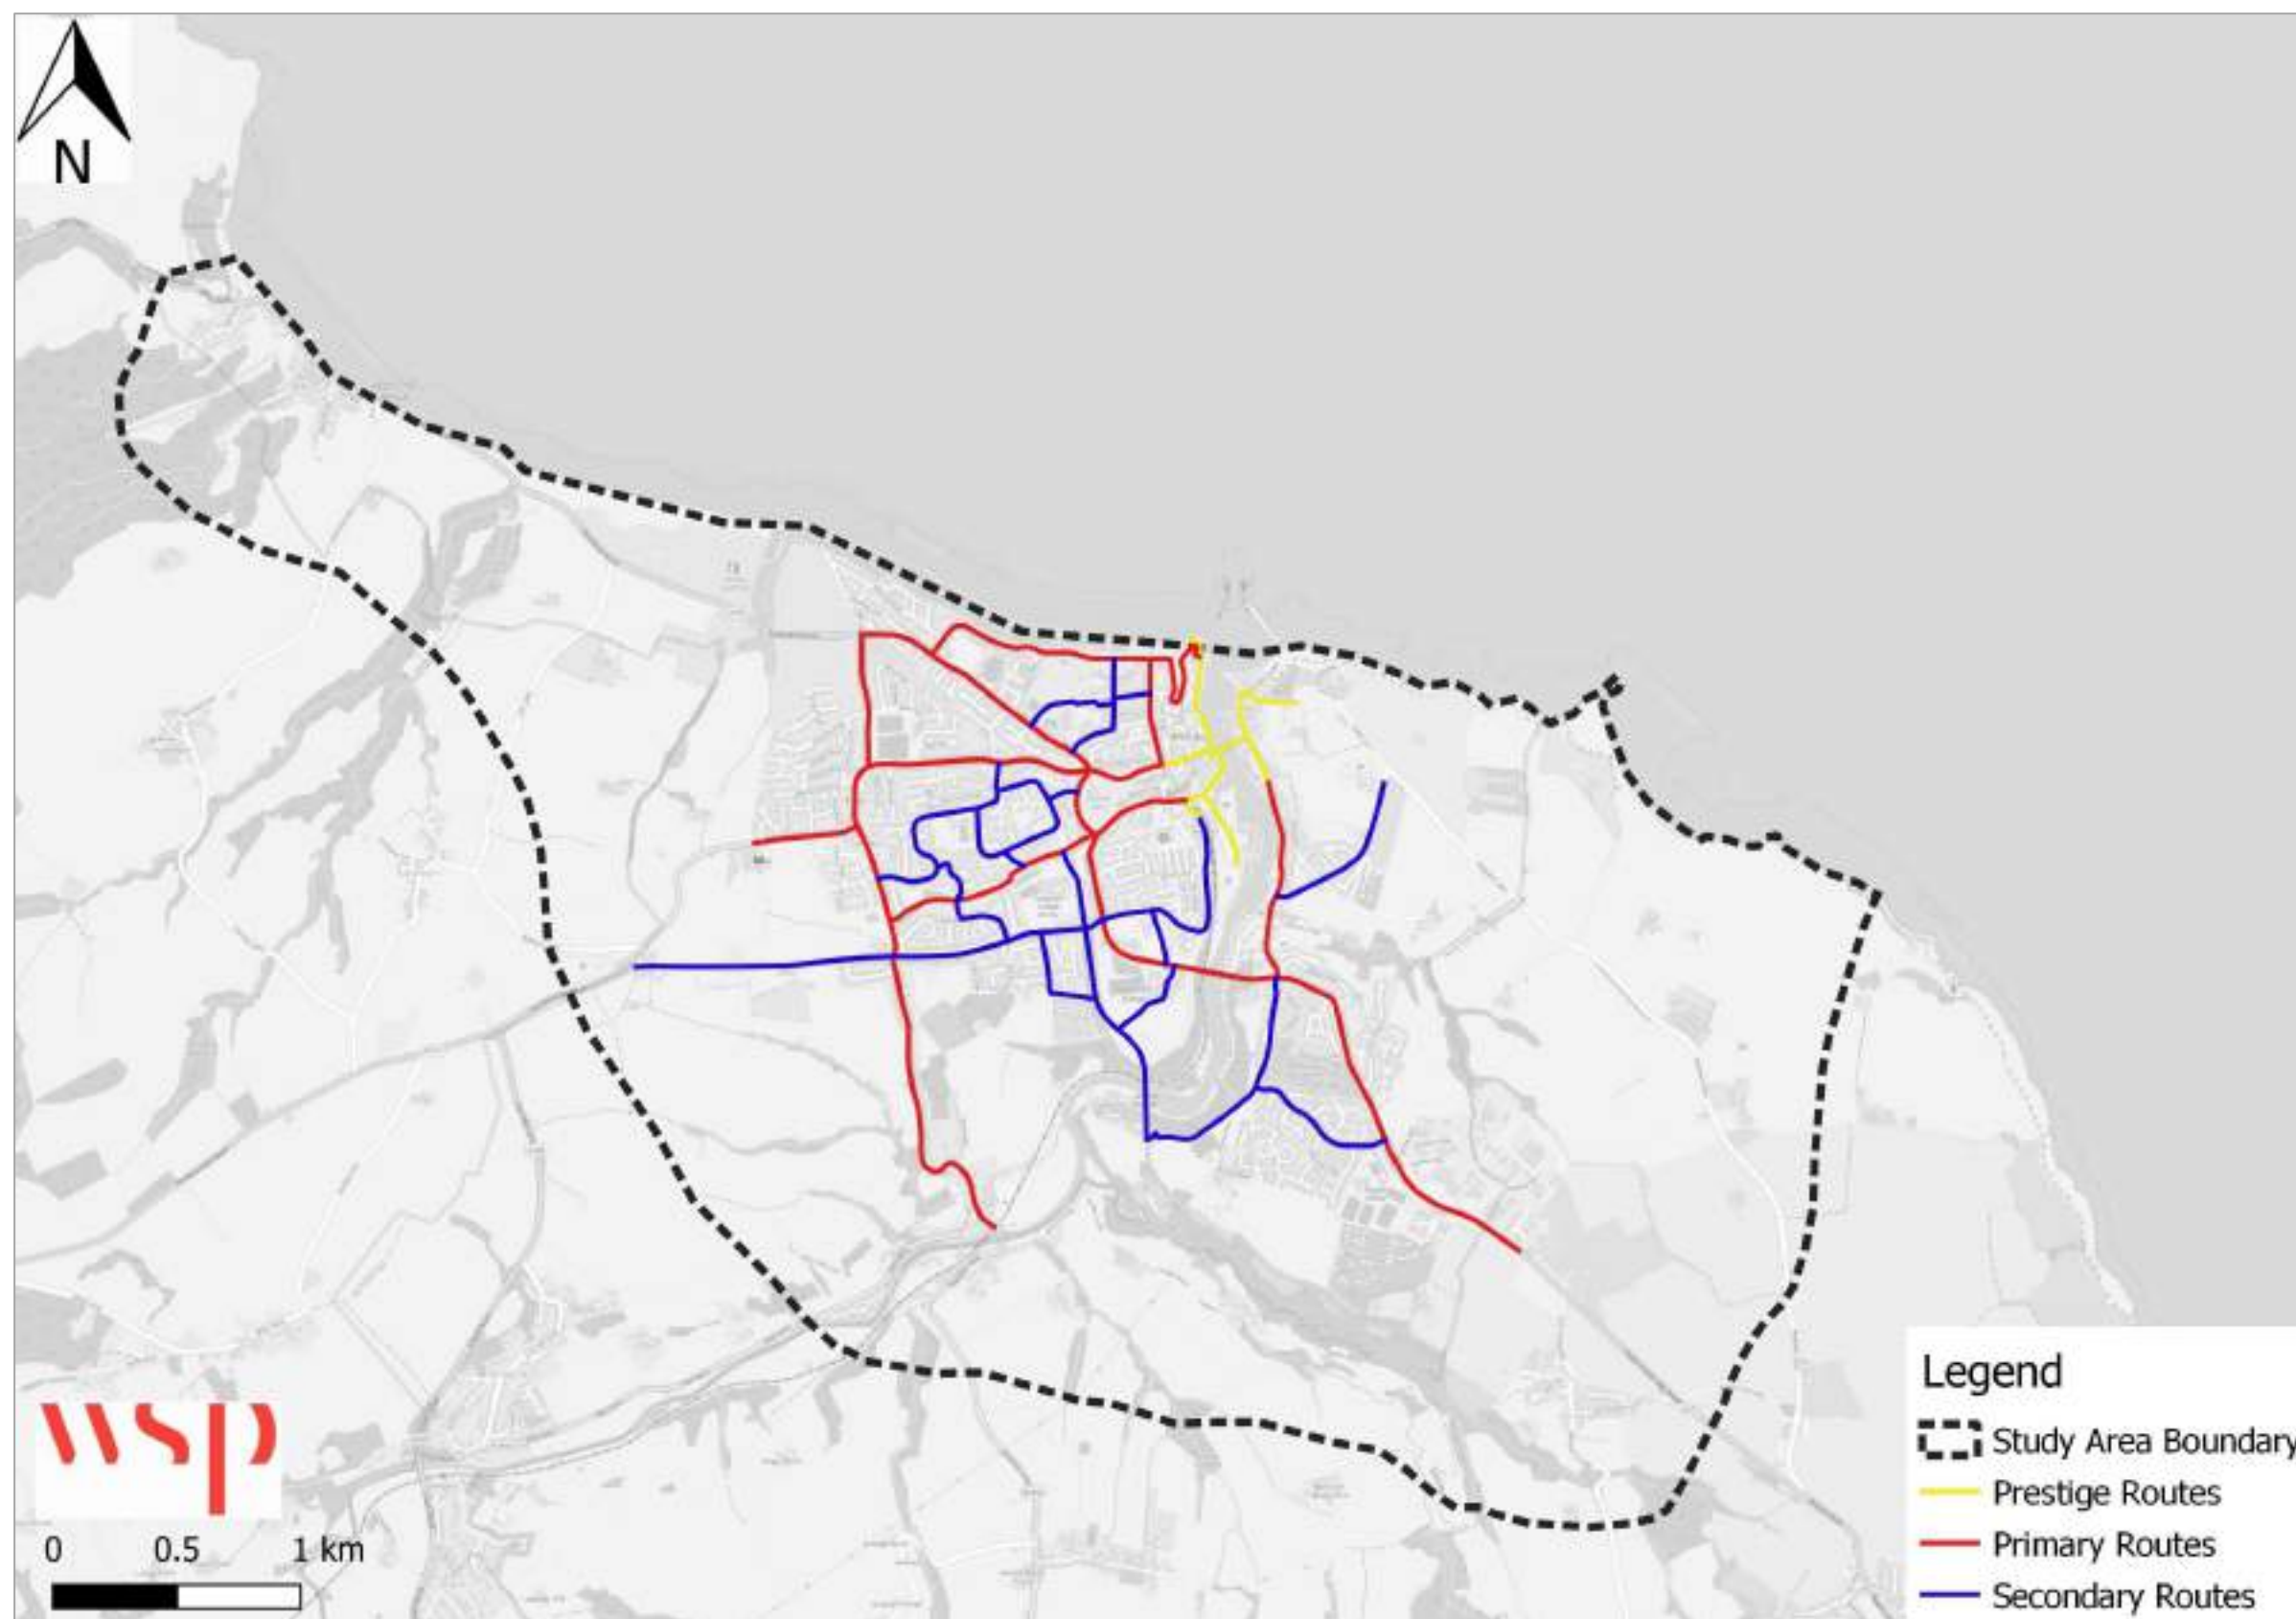 N
wsp
0 0.5 1 km
Legend
Study Area Boundary
Prestige Routes
Primary Routes
Secondary Routes